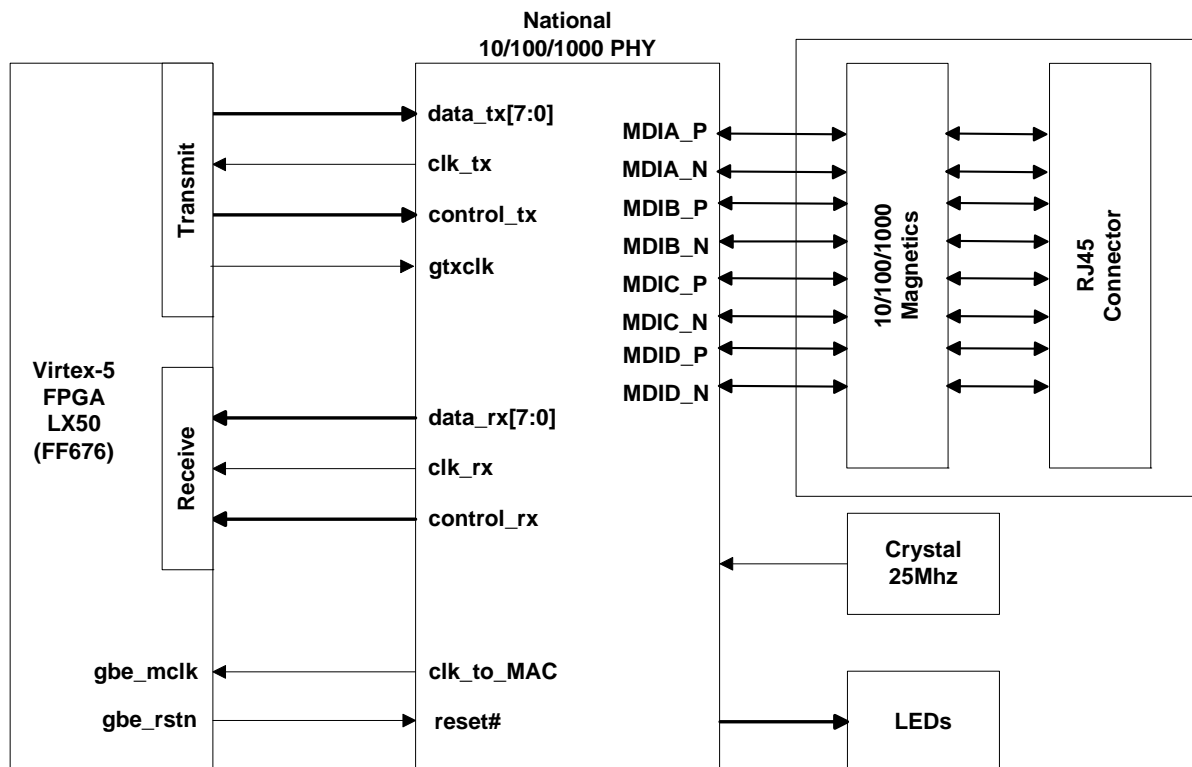 National
10/100/1000 PHY
Transmit
data_tx[7:0]
clk_tx
control_tx
gtxclk
Virtex-5
FPGA
LX50
(FF676)
Receive
data_rx[7:0]
clk_rx
control_rx
gbe_mclk
clk_to_MAC
gbe_rstn
reset#
MDIA_P
MDIA_N
MDIB_P
MDIB_N
MDIC_P
MDIC_N
MDID_P
MDID_N
10/100/1000
Magnetics
RJ45
Connector
Crystal
25Mhz
LEDs